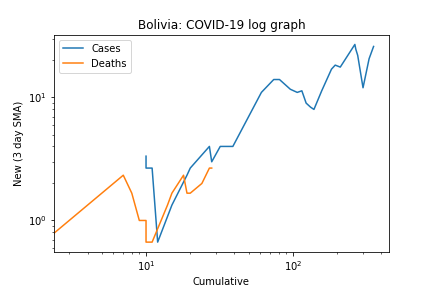 Bolivia: COVID-19 log graph
Cases
Deaths
New (3 day SMA)
10¹
10⁰
10¹
10²
Cumulative